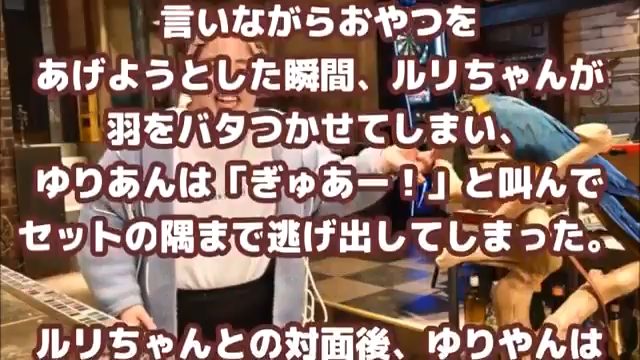 言いながらおやつを
あげようとした瞬間、ルリちゃんが
羽をバタつかせてしまい、
ゆりあんは「ぎゅあー！」と叫んで
セットの隅まで逃げ出してしまった。
ルリちゃんとの対面後、ゆりやんは